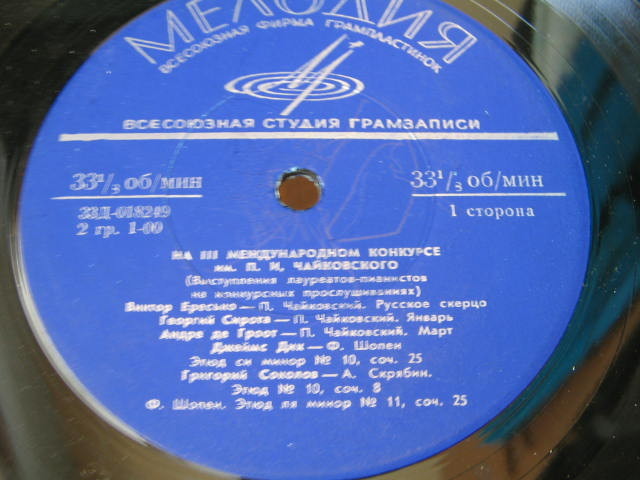 МЕЛОДИЯ
ВСЕСОЮЗНАЯ ФИРМА ГРАМПЛАСТИНОК
ВСЕСОЮЗНАЯ СТУДИЯ ГРАМЗАПИСИ
33¹/₃ об/мин 33¹/₃ об/мин
33Д-018249 1 сторона
2 гр. 1-00
НА III МЕЖДУНАРОДНОМ КОНКУРСЕ
им. П. И. ЧАЙКОВСКОГО
(Выступления лауреатов-пианистов
на конкурсных прослушиваниях)
Виктор Ересько — П. Чайковский. Русское скерцо
Георгий Сирота — П. Чайковский. Январь
Андре де Гроот — П. Чайковский. Март
Джеймс Дик — Ф. Шопен
Этюд си минор № 10, соч. 25
Григорий Соколов — А. Скрябин.
Этюд № 10, соч. 8
Ф. Шопен. Этюд ля минор № 11, соч. 25